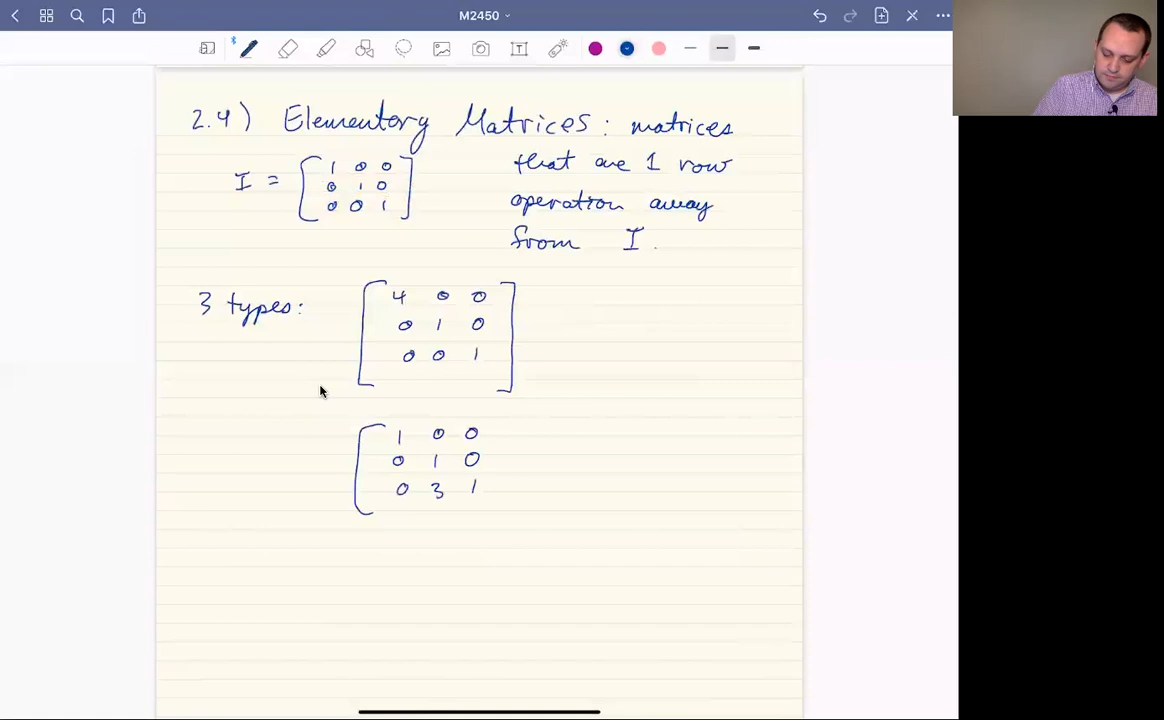 M2450
2.4) Elementory Matrices: matrices
that are 1 row
operation away
from I.
I = [ 1 0 0
0 1 0
0 0 1 ]
3 types:
[ 4 0 0
0 1 0
0 0 1 ]
[ 1 0 0
0 1 0
0 3 1